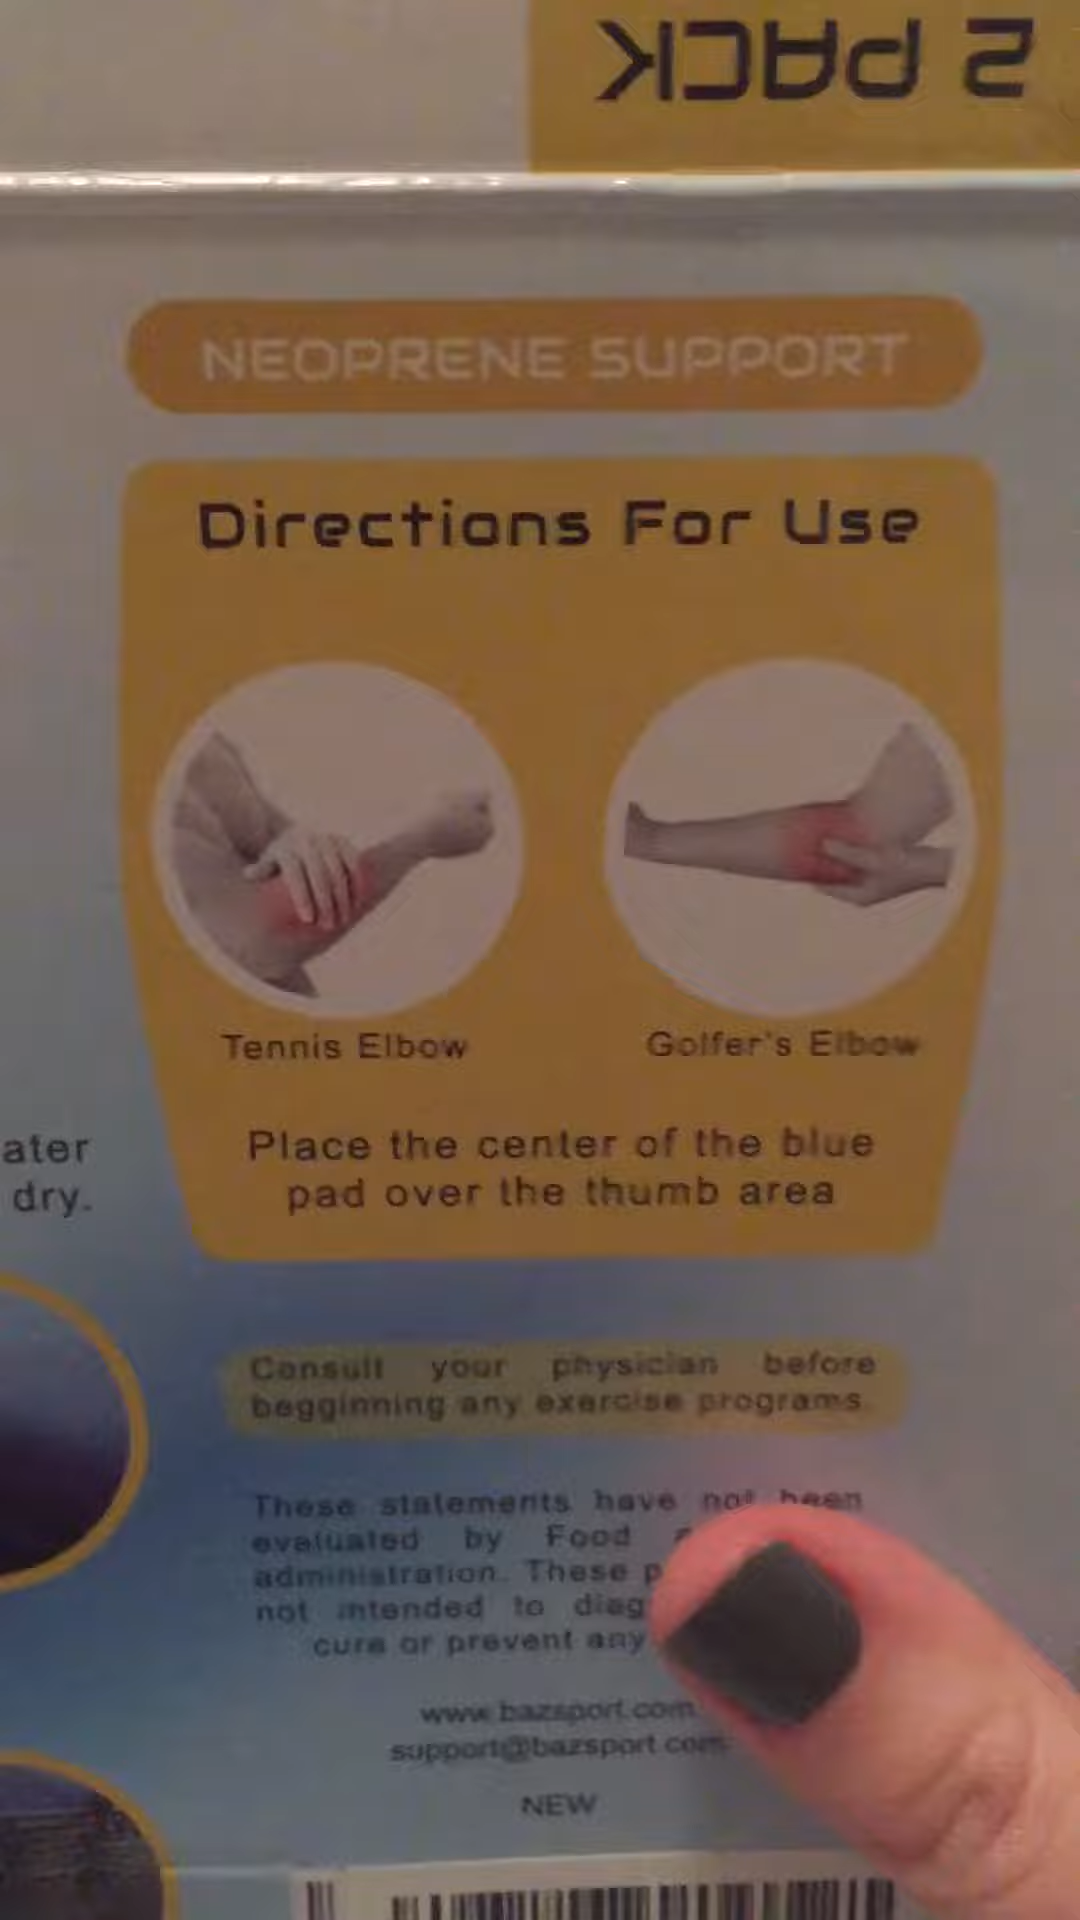 2 PACK
NEOPRENE SUPPORT
Directions For Use
Tennis Elbow
Golfer's Elbow
Place the center of the blue
pad over the thumb area
ater
dry.
Consult your physician before
begginning any exercise programs.
These statements have not been
evaluated by Food
administration. These
not intended to
cure or prevent any
www.bazsport.com
support@bazsport.com
NEW